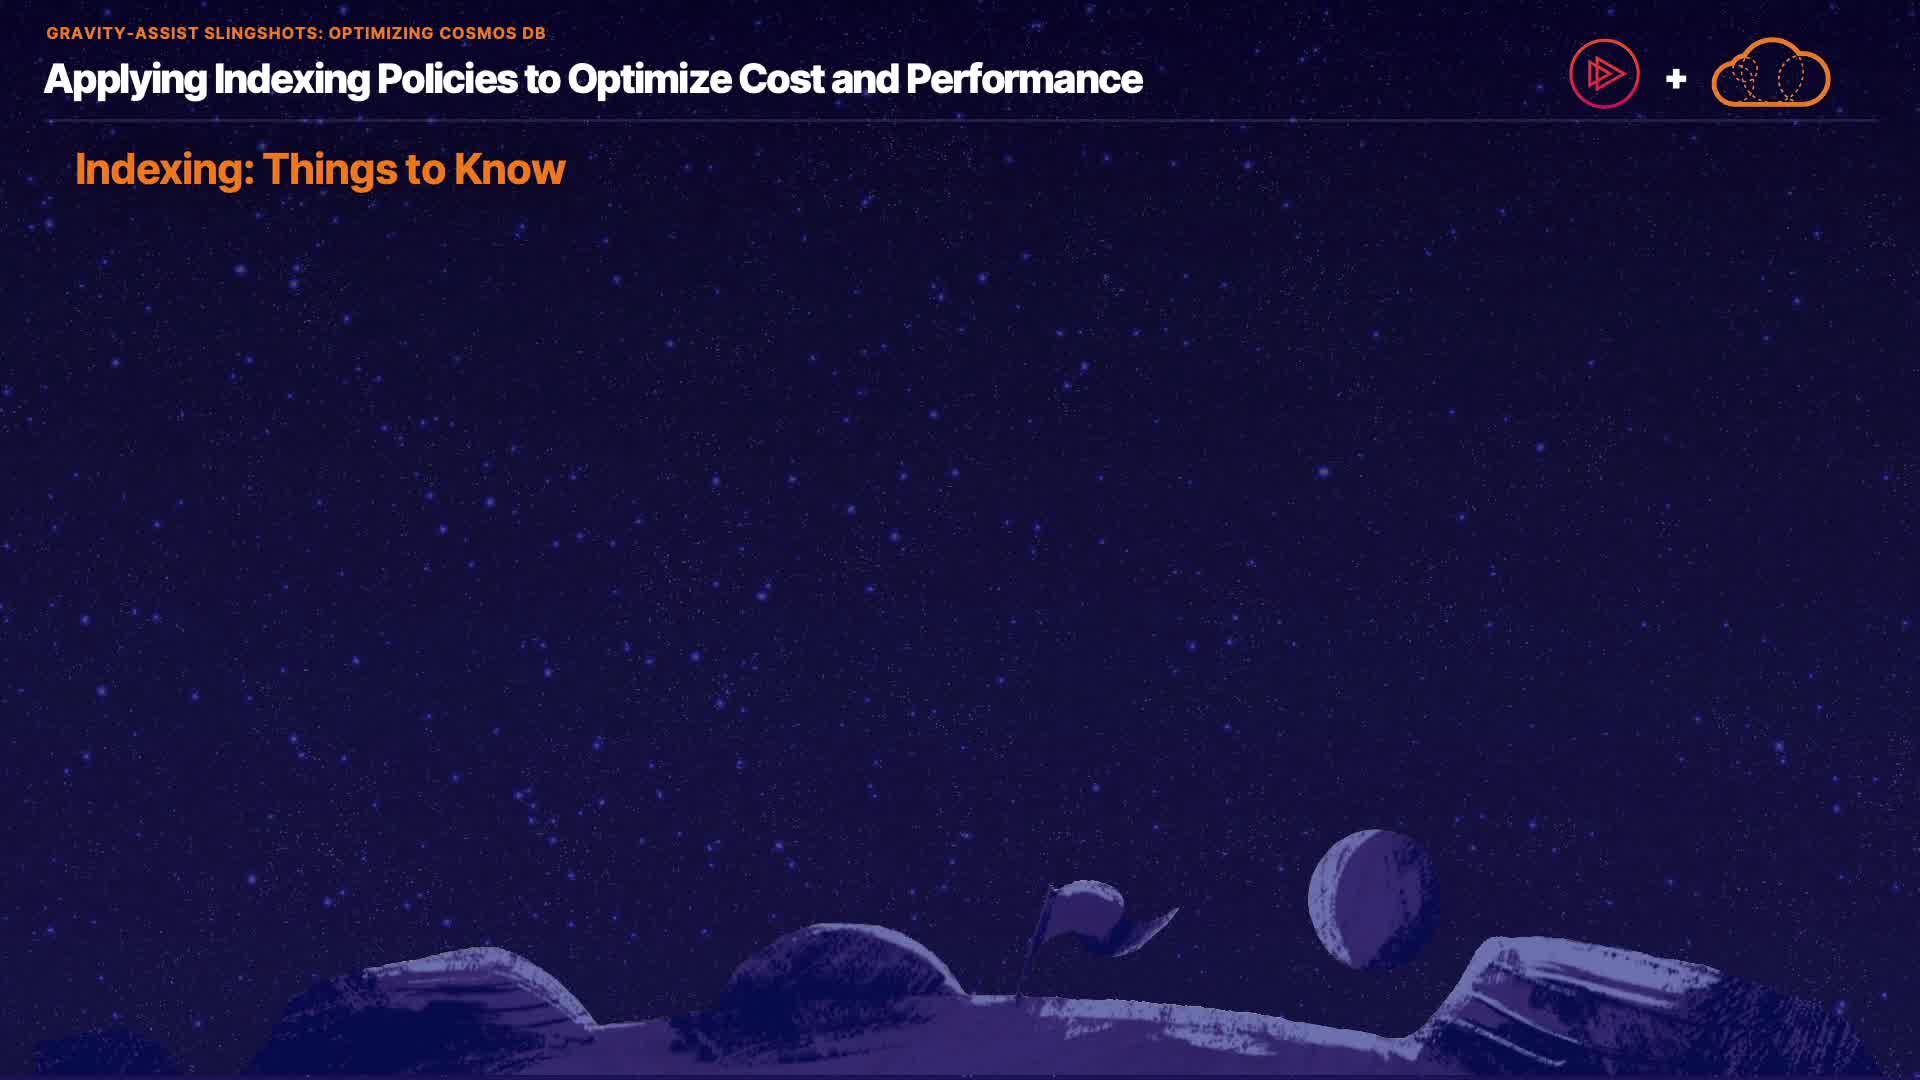 GRAVITY-ASSIST SLINGSHOTS: OPTIMIZING COSMOS DB
Applying Indexing Policies to Optimize Cost and Performance
+
Indexing: Things to Know